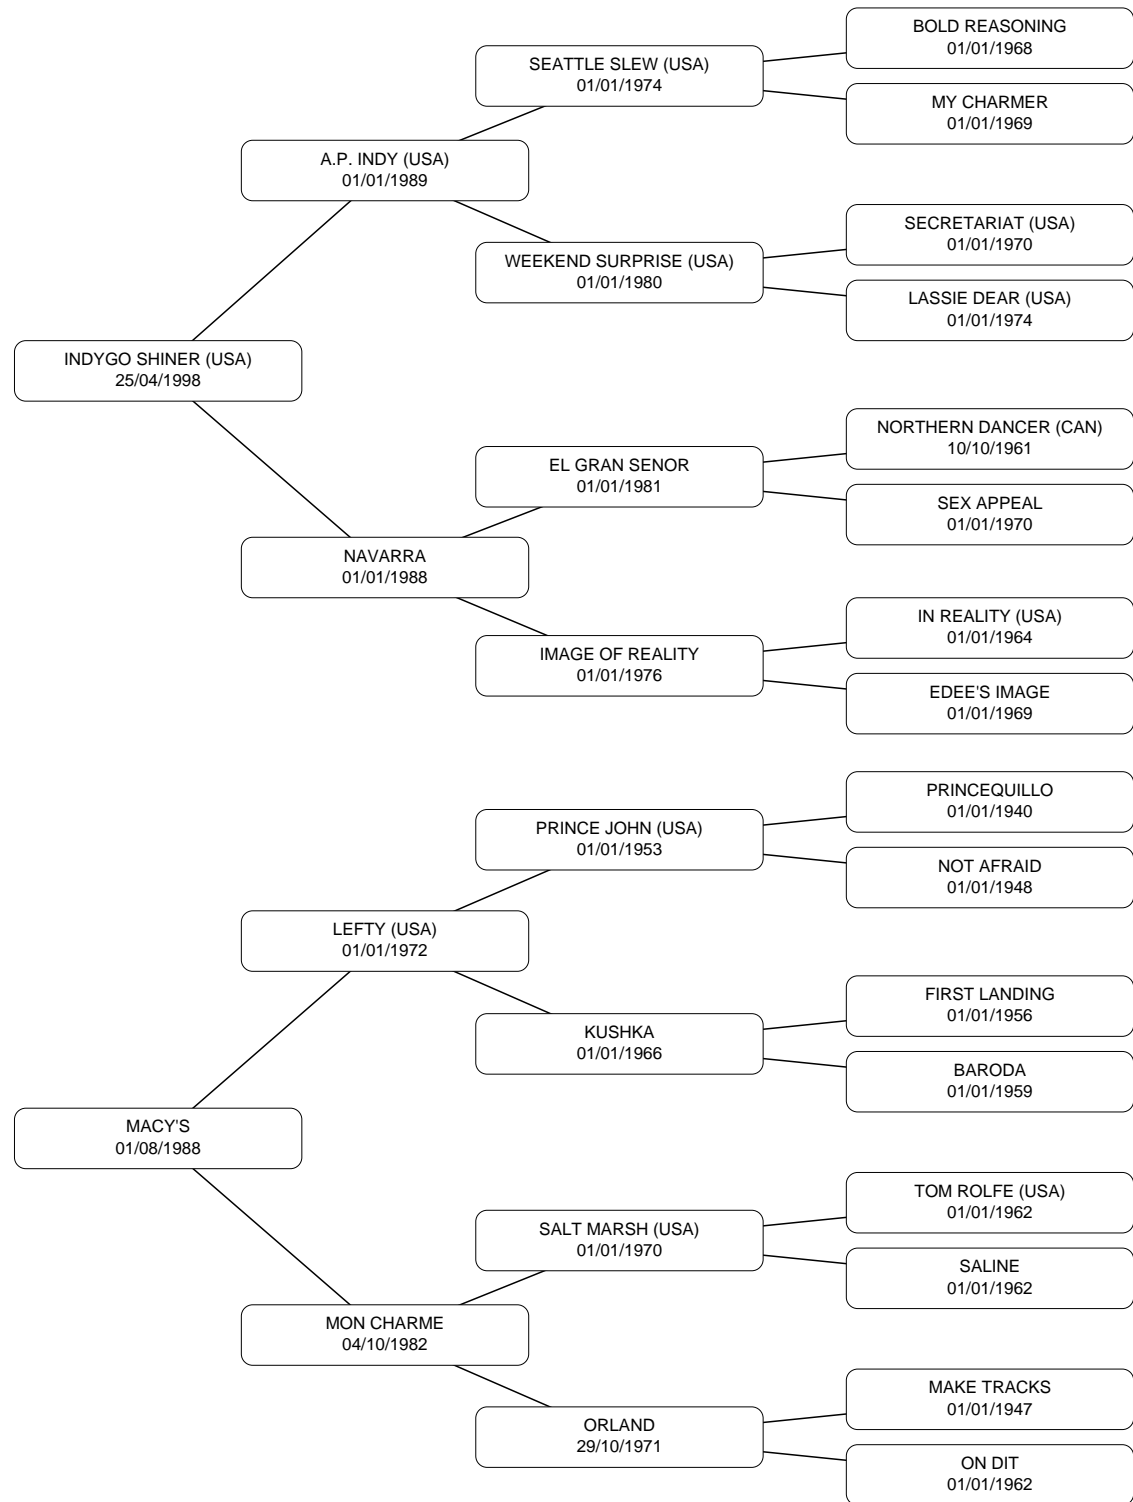 BOLD REASONING
01/01/1968
SEATTLE SLEW (USA)
01/01/1974
MY CHARMER
01/01/1969
A.P. INDY (USA)
01/01/1989
SECRETARIAT (USA)
01/01/1970
WEEKEND SURPRISE (USA)
01/01/1980
LASSIE DEAR (USA)
01/01/1974
INDYGO SHINER (USA)
25/04/1998
NORTHERN DANCER (CAN)
10/10/1961
EL GRAN SENOR
01/01/1981
SEX APPEAL
01/01/1970
NAVARRA
01/01/1988
IN REALITY (USA)
01/01/1964
IMAGE OF REALITY
01/01/1976
EDEE'S IMAGE
01/01/1969
PRINCEQUILLO
01/01/1940
PRINCE JOHN (USA)
01/01/1953
NOT AFRAID
01/01/1948
LEFTY (USA)
01/01/1972
FIRST LANDING
01/01/1956
KUSHKA
01/01/1966
BARODA
01/01/1959
MACY'S
01/08/1988
TOM ROLFE (USA)
01/01/1962
SALT MARSH (USA)
01/01/1970
SALINE
01/01/1962
MON CHARME
04/10/1982
MAKE TRACKS
01/01/1947
ORLAND
29/10/1971
ON DIT
01/01/1962